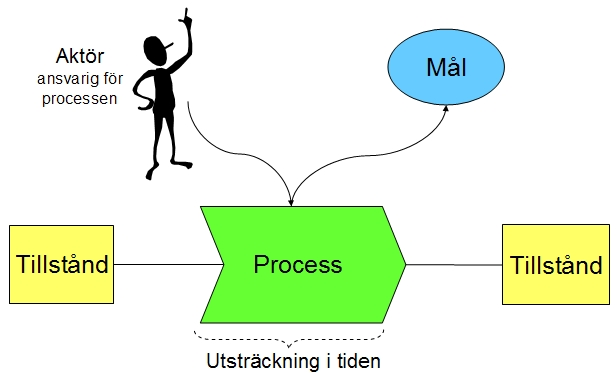 Aktör
ansvarig för
processen
Mål
Tillstånd
Process
Tillstånd
Utsträckning i tiden